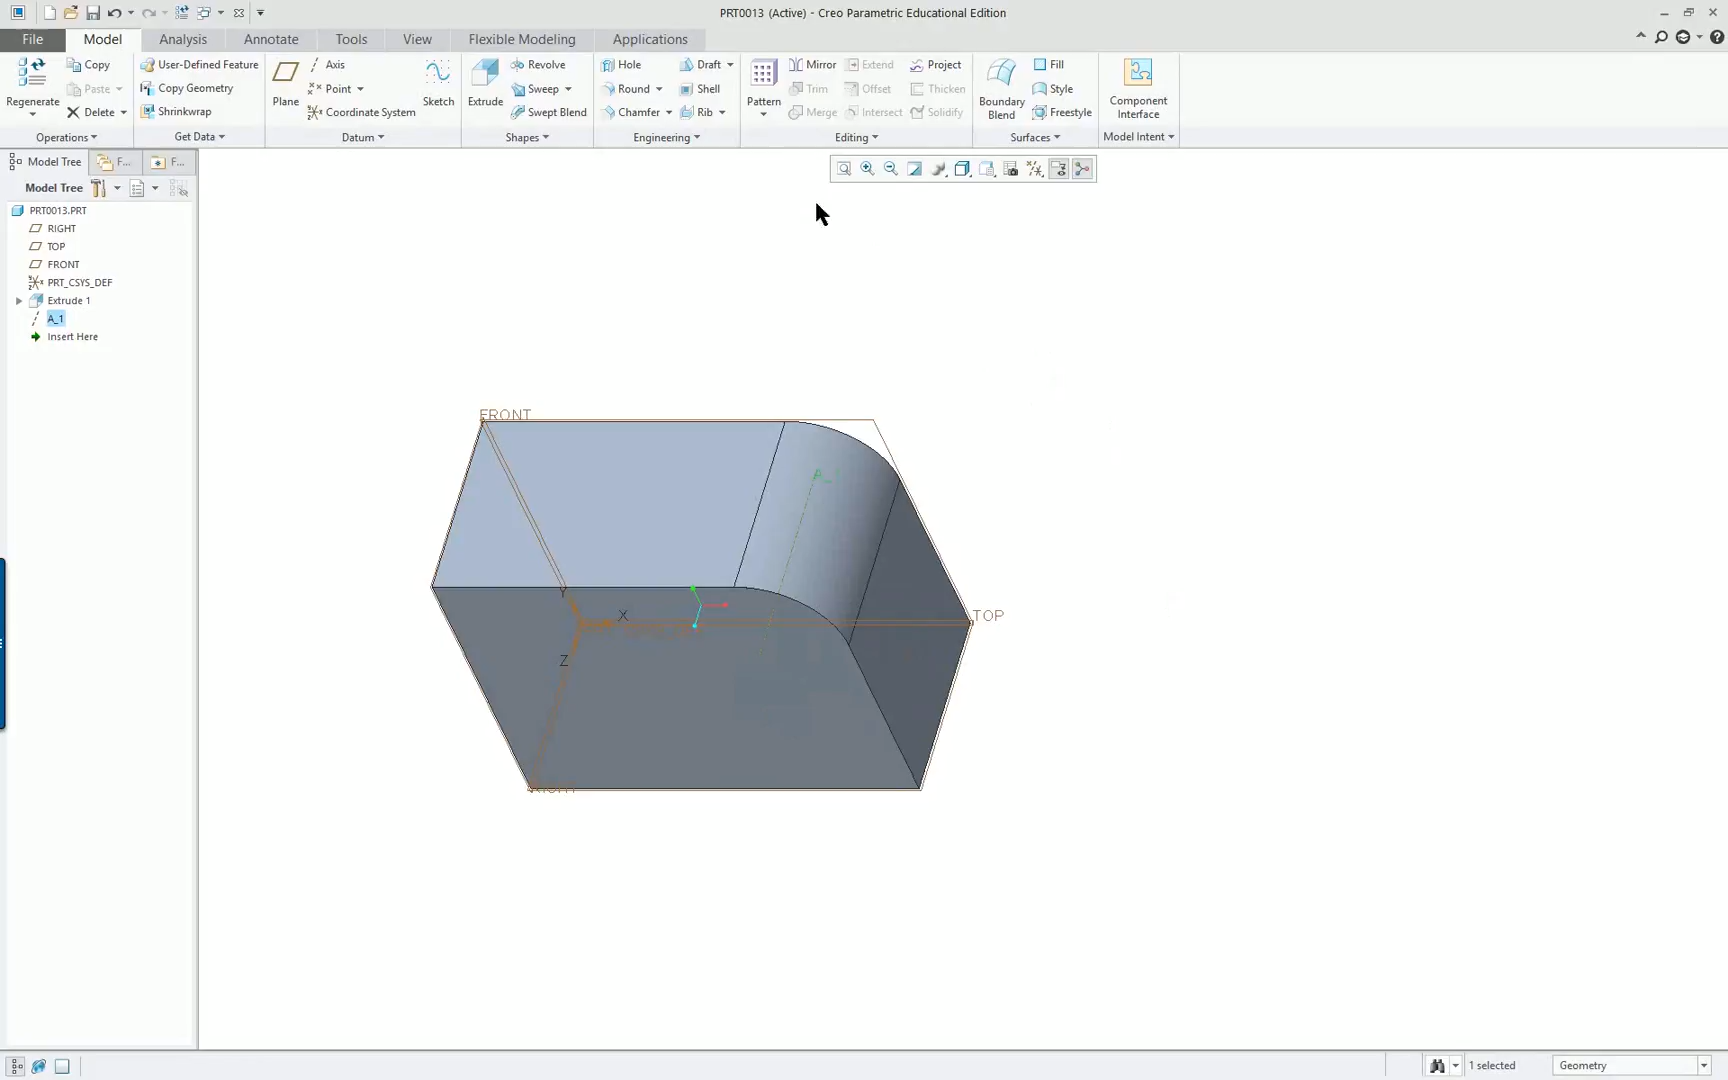 PRT0013 (Active) - Creo Parametric Educational Edition
File Model Analysis Annotate Tools View Flexible Modeling Applications
Regenerate
Copy
Paste
Delete
Operations
User-Defined Feature
Copy Geometry
Shrinkwrap
Get Data
Plane
Axis
Point
Coordinate System
Datum
Sketch
Extrude
Revolve
Sweep
Swept Blend
Shapes
Hole
Round
Chamfer
Draft
Shell
Rib
Engineering
Pattern
Mirror
Trim
Merge
Extend
Offset
Intersect
Project
Thicken
Solidify
Editing
Boundary
Blend
Fill
Style
Freestyle
Surfaces
Component
Interface
Model Intent
Model Tree F... F...
Model Tree
PRT0013.PRT
RIGHT
TOP
FRONT
PRT_CSYS_DEF
Extrude 1
A_1
Insert Here
FRONT
Y
X
Z
TOP
1 selected
Geometry